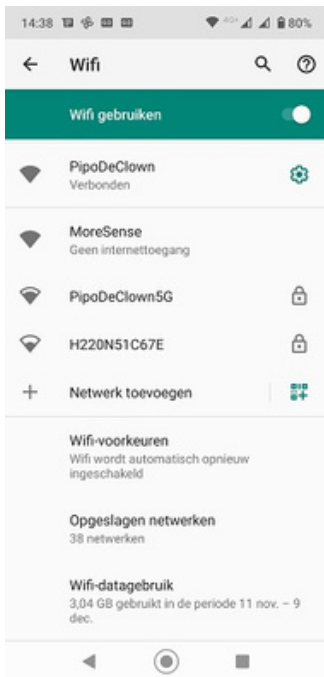 14:38 4G+ 80%
Wifi
Wifi gebruiken
PipoDeClown
Verbonden
MoreSense
Geen internettoegang
PipoDeClown5G
H220N51C67E
Netwerk toevoegen
Wifi-voorkeuren
Wifi wordt automatisch opnieuw
ingeschakeld
Opgeslagen netwerken
38 netwerken
Wifi-datagebruik
3,04 GB gebruikt in de periode 11 nov. – 9
dec.